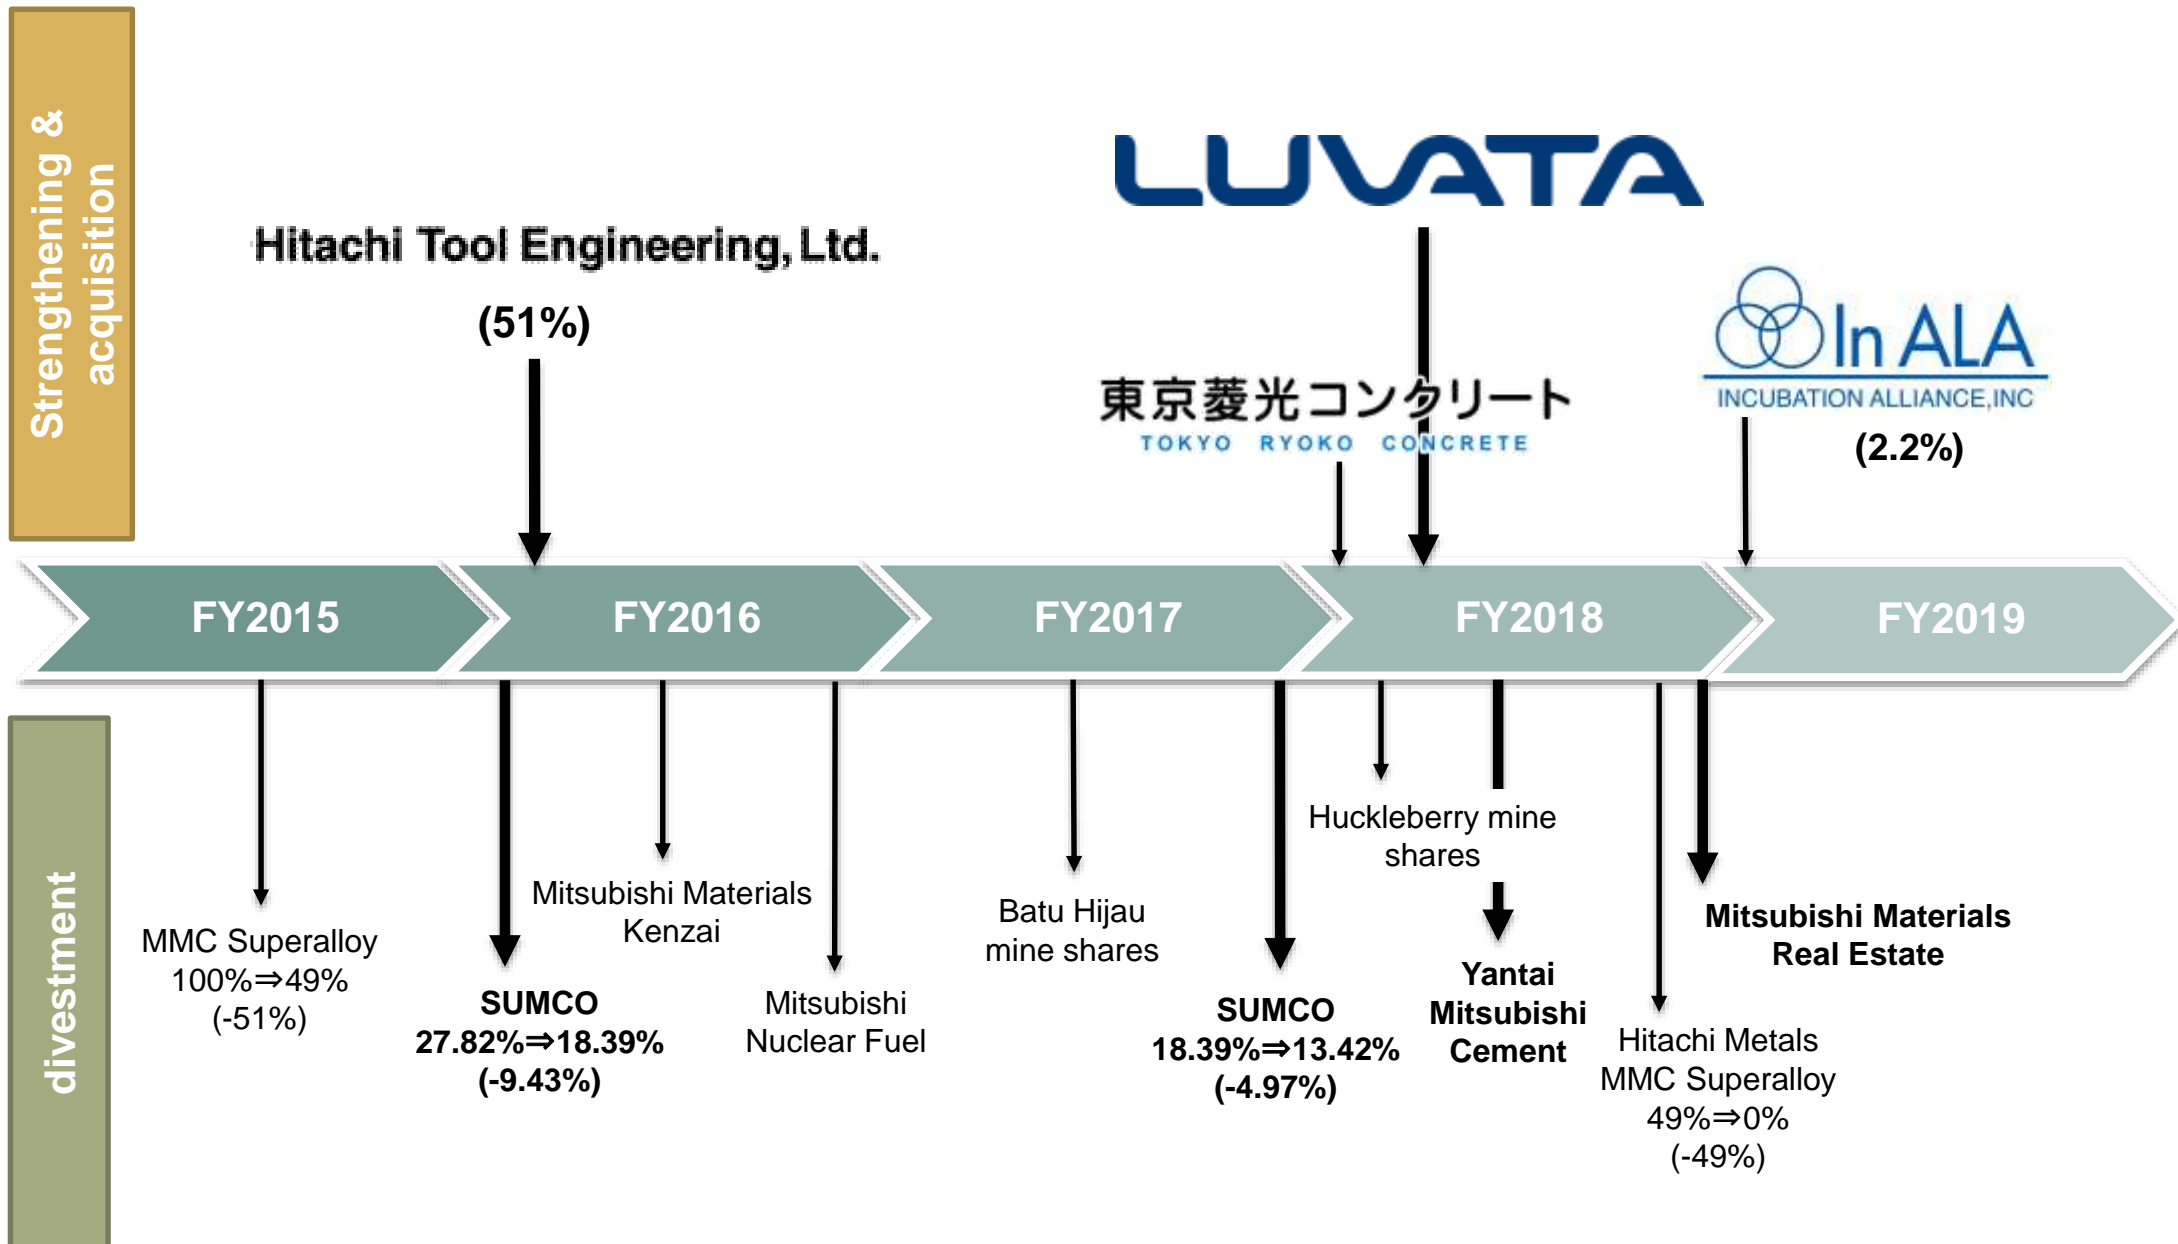 Strengthening &
acquisition
LUVATA
Hitachi Tool Engineering, Ltd.
(51%)
東京菱光コンクリート
TOKYO RYOKO CONCRETE
In ALA
INCUBATION ALLIANCE,INC
(2.2%)
FY2015
FY2016
FY2017
FY2018
FY2019
divestment
MMC Superalloy
100%⇒49%
(-51%)
SUMCO
27.82%⇒18.39%
(-9.43%)
Mitsubishi Materials
Kenzai
Mitsubishi
Nuclear Fuel
Batu Hijau
mine shares
SUMCO
18.39%⇒13.42%
(-4.97%)
Huckleberry mine
shares
Yantai
Mitsubishi
Cement
Hitachi Metals
MMC Superalloy
49%⇒0%
(-49%)
Mitsubishi Materials
Real Estate